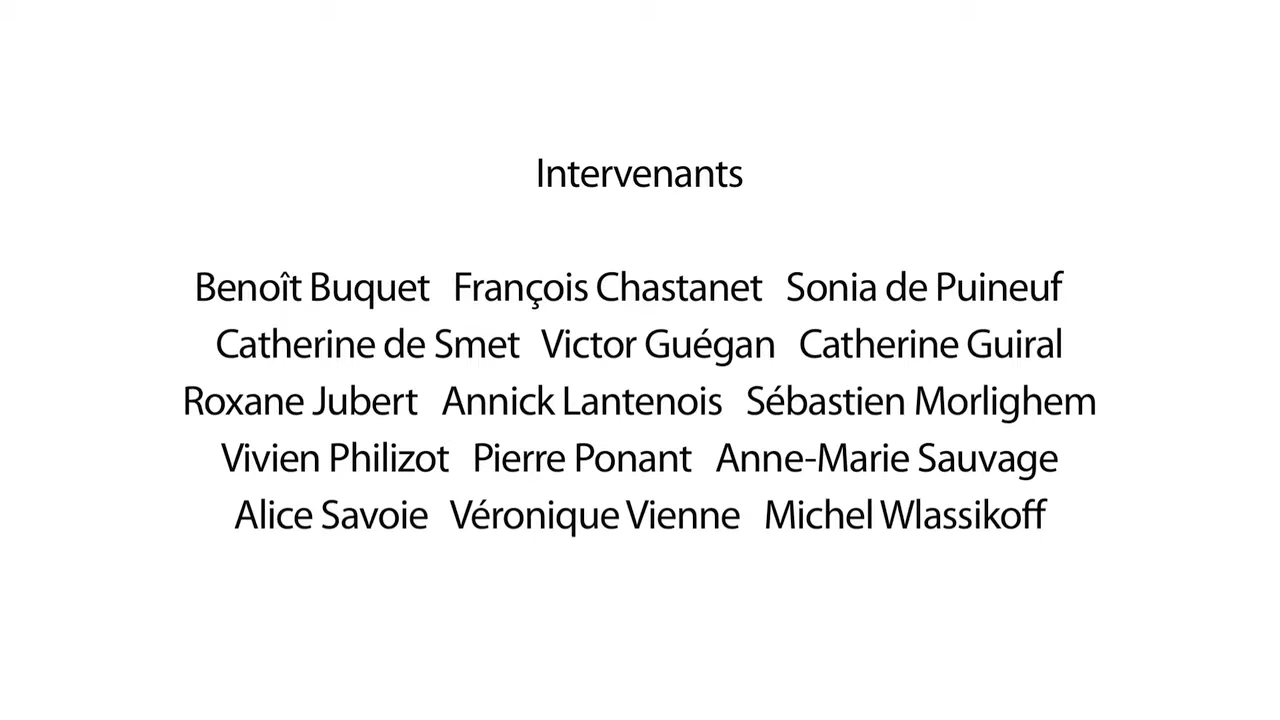 Intervenants
Benoît Buquet François Chastanet Sonia de Puineuf
Catherine de Smet Victor Guégan Catherine Guiral
Roxane Jubert Annick Lantenois Sébastien Morlighem
Vivien Philizot Pierre Ponant Anne-Marie Sauvage
Alice Savoie Véronique Vienne Michel Wlassikoff